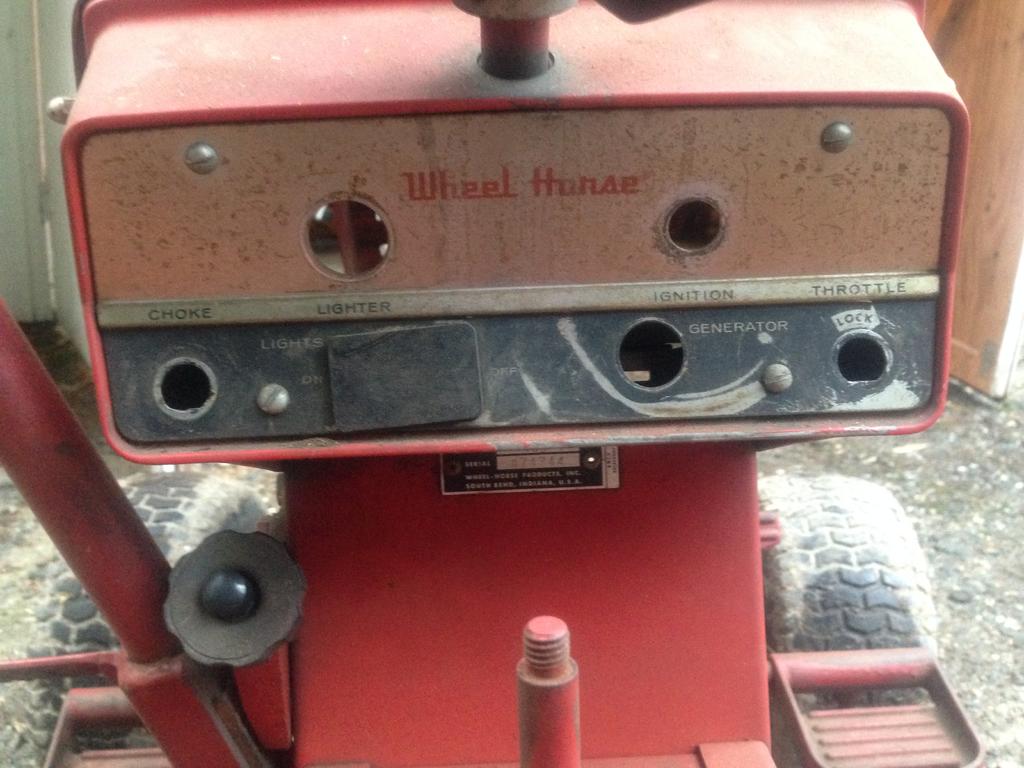 Wheel Horse
CHOKE LIGHTER IGNITION THROTTLE
LIGHTS GENERATOR LOCK
ON OFF
SERIAL
WHEEL-HORSE PRODUCTS, INC.
SOUTH BEND, INDIANA, U.S.A.